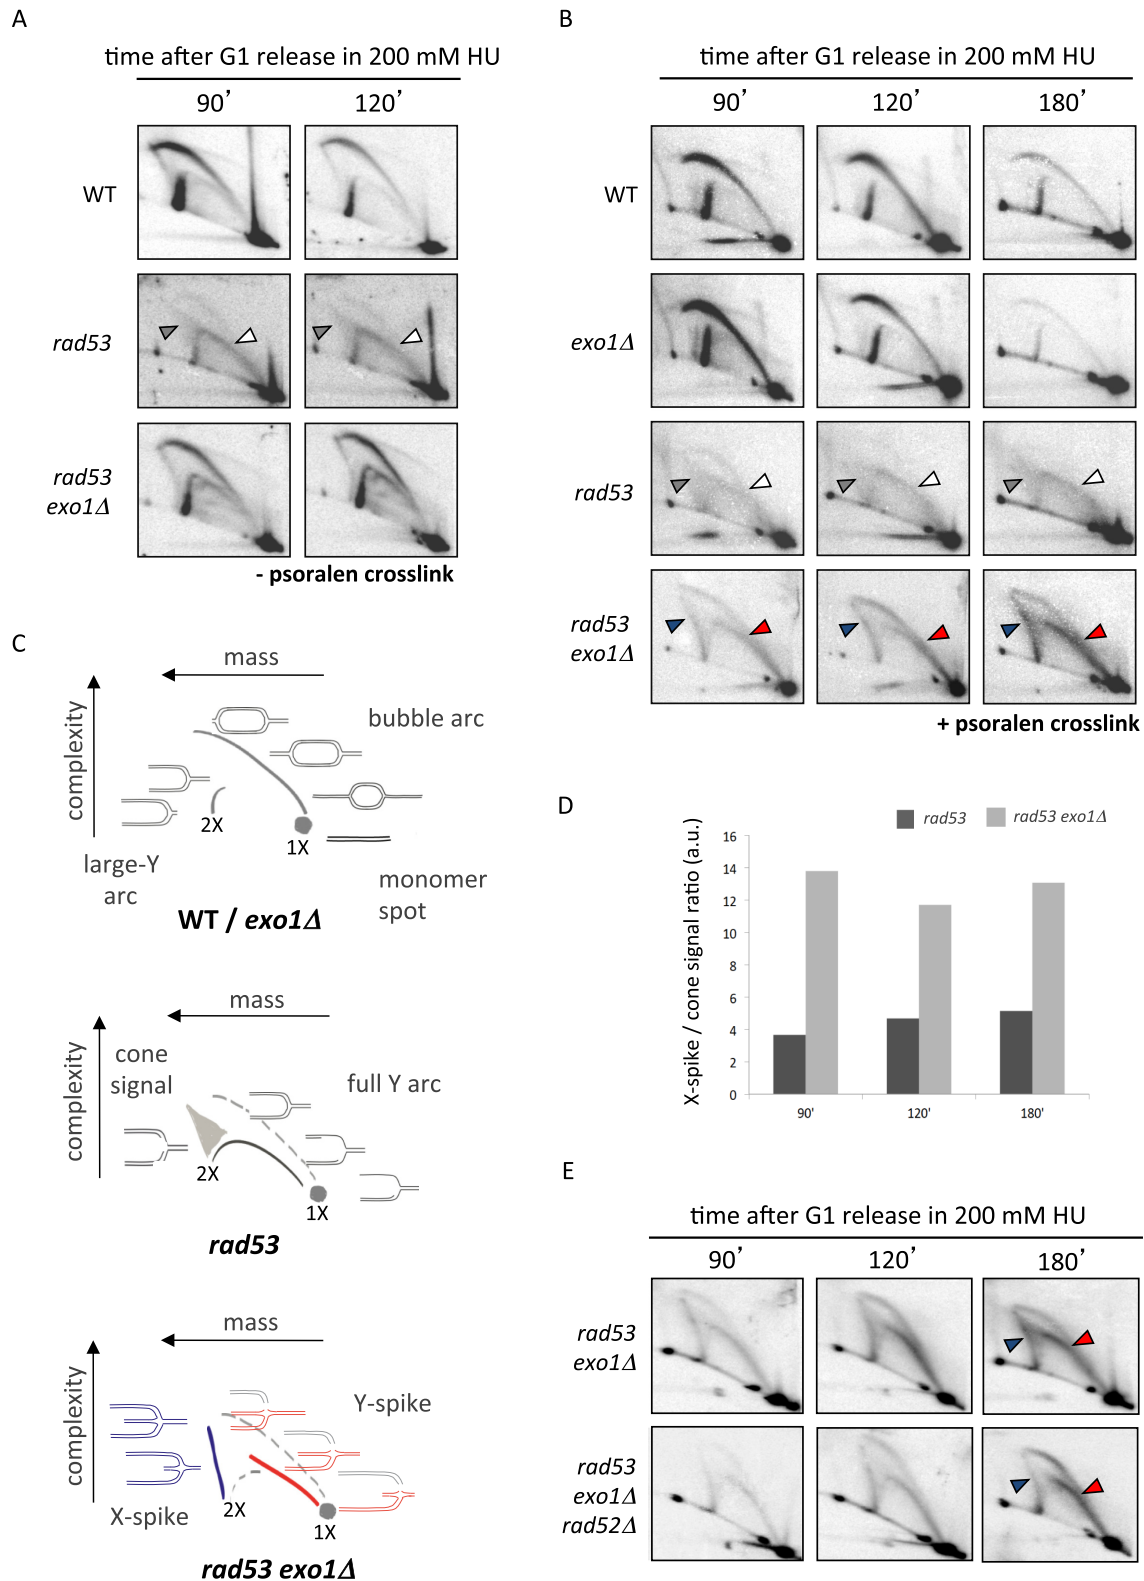 A
time after G1 release in 200 mM HU
90’
120’
WT
rad53
rad53
exo1Δ
- psoralen crosslink
B
time after G1 release in 200 mM HU
90’
120’
180’
WT
exo1Δ
rad53
rad53
exo1Δ
+ psoralen crosslink
C
mass
complexity
bubble arc
2X
1X
large-Y
arc
monomer
spot
WT / exo1Δ
mass
complexity
cone
signal
full Y arc
2X
1X
rad53
mass
complexity
Y-spike
X-spike
2X
1X
rad53 exo1Δ
D
rad53
rad53 exo1Δ
X-spike / cone signal ratio (a.u.)
16
14
12
10
8
6
4
2
0
90'
120'
180'
E
time after G1 release in 200 mM HU
90’
120’
180’
rad53
exo1Δ
rad53
exo1Δ
rad52Δ